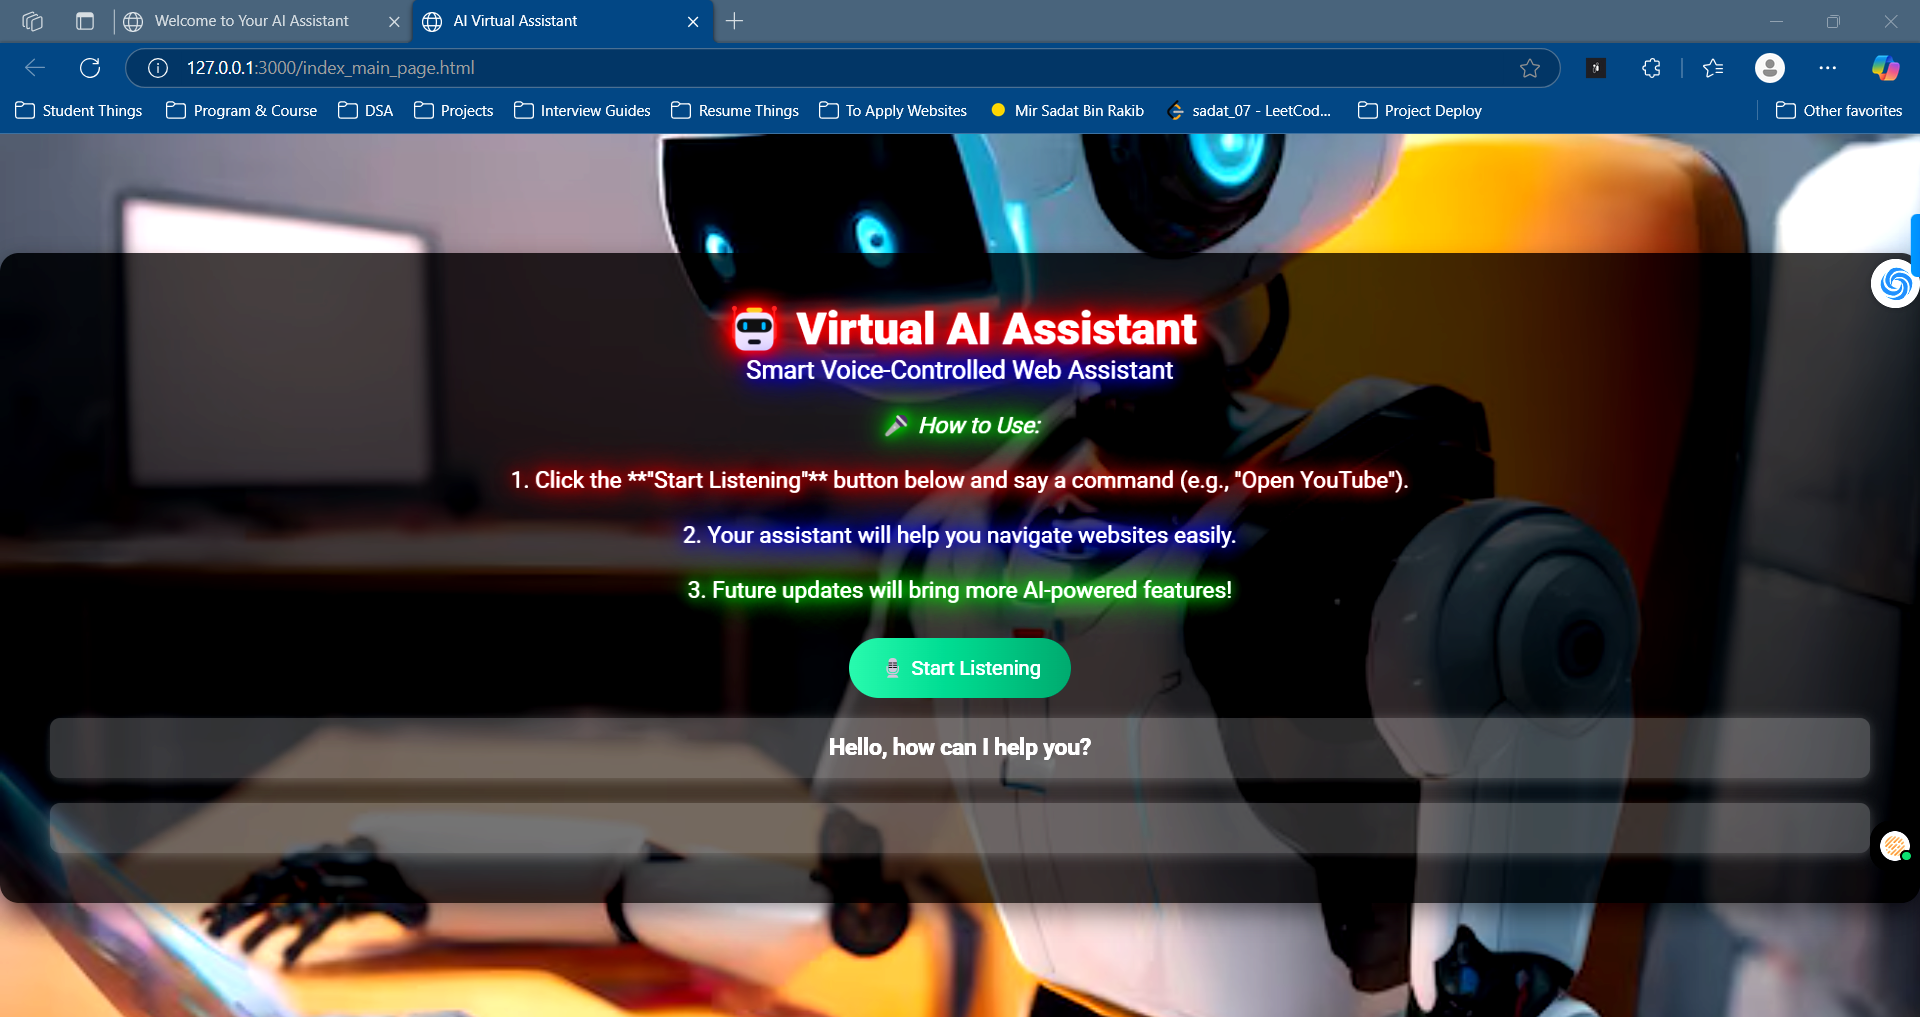 Welcome to Your AI Assistant
AI Virtual Assistant
127.0.0.1:3000/index_main_page.html
Student Things
Program & Course
DSA
Projects
Interview Guides
Resume Things
To Apply Websites
Mir Sadat Bin Rakib
sadat_07 - LeetCod...
Project Deploy
Other favorites
Virtual AI Assistant
Smart Voice-Controlled Web Assistant
How to Use:
1. Click the **"Start Listening"** button below and say a command (e.g., "Open YouTube").
2. Your assistant will help you navigate websites easily.
3. Future updates will bring more AI-powered features!
Start Listening
Hello, how can I help you?